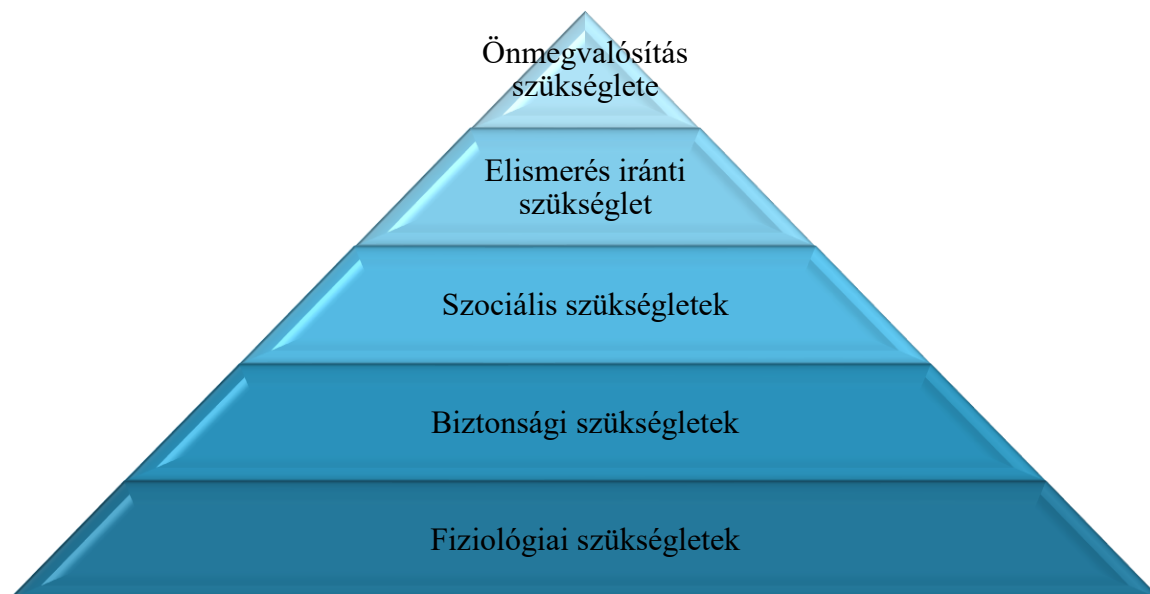 Önmegvalósítás
szükséglete
Elismerés iránti
szükséglet
Szociális szükségletek
Biztonsági szükségletek
Fiziológiai szükségletek